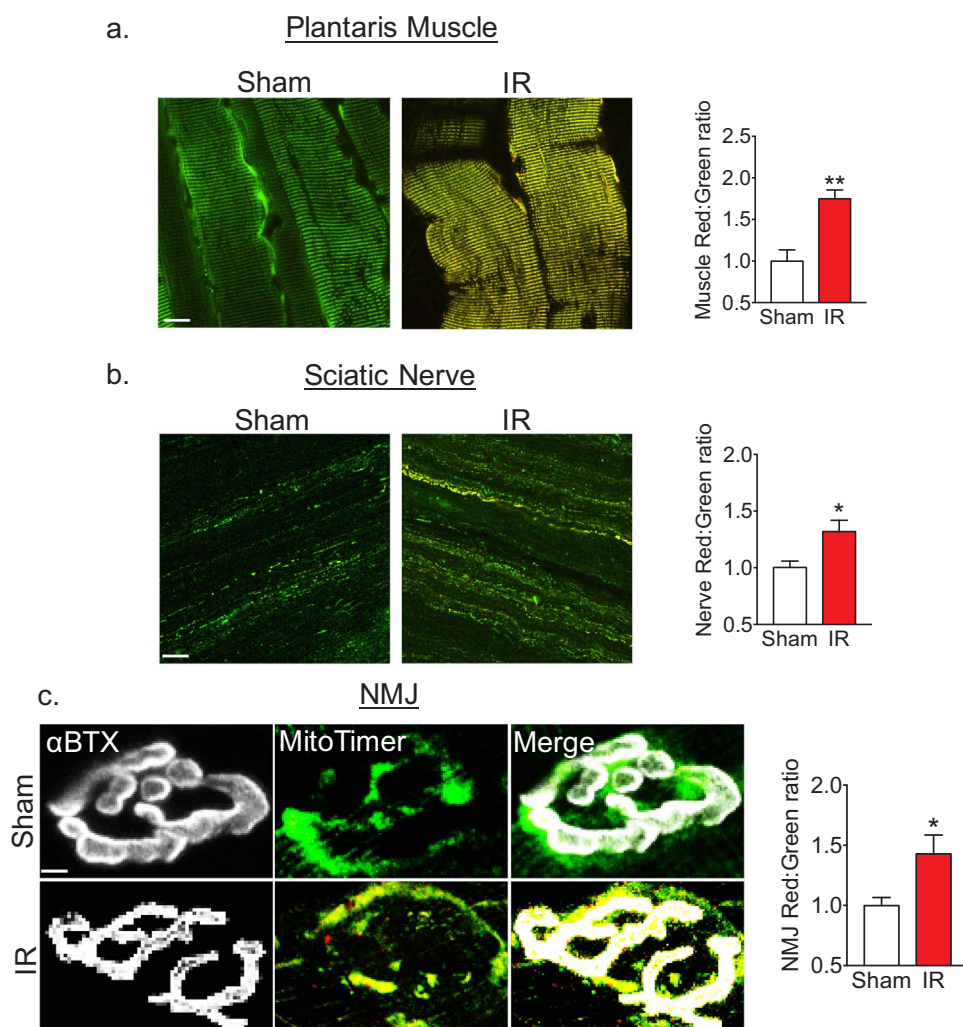 a.
Plantaris Muscle
Sham
IR
Muscle Red:Green ratio
2.5
2.0
1.5
1.0
0.5
**
Sham IR
b.
Sciatic Nerve
Sham
IR
Nerve Red:Green ratio
2.0
1.5
1.0
0.5
*
Sham IR
c.
NMJ
αBTX
MitoTimer
Merge
Sham
IR
NMJ Red:Green ratio
2.0
1.5
1.0
0.5
*
Sham IR